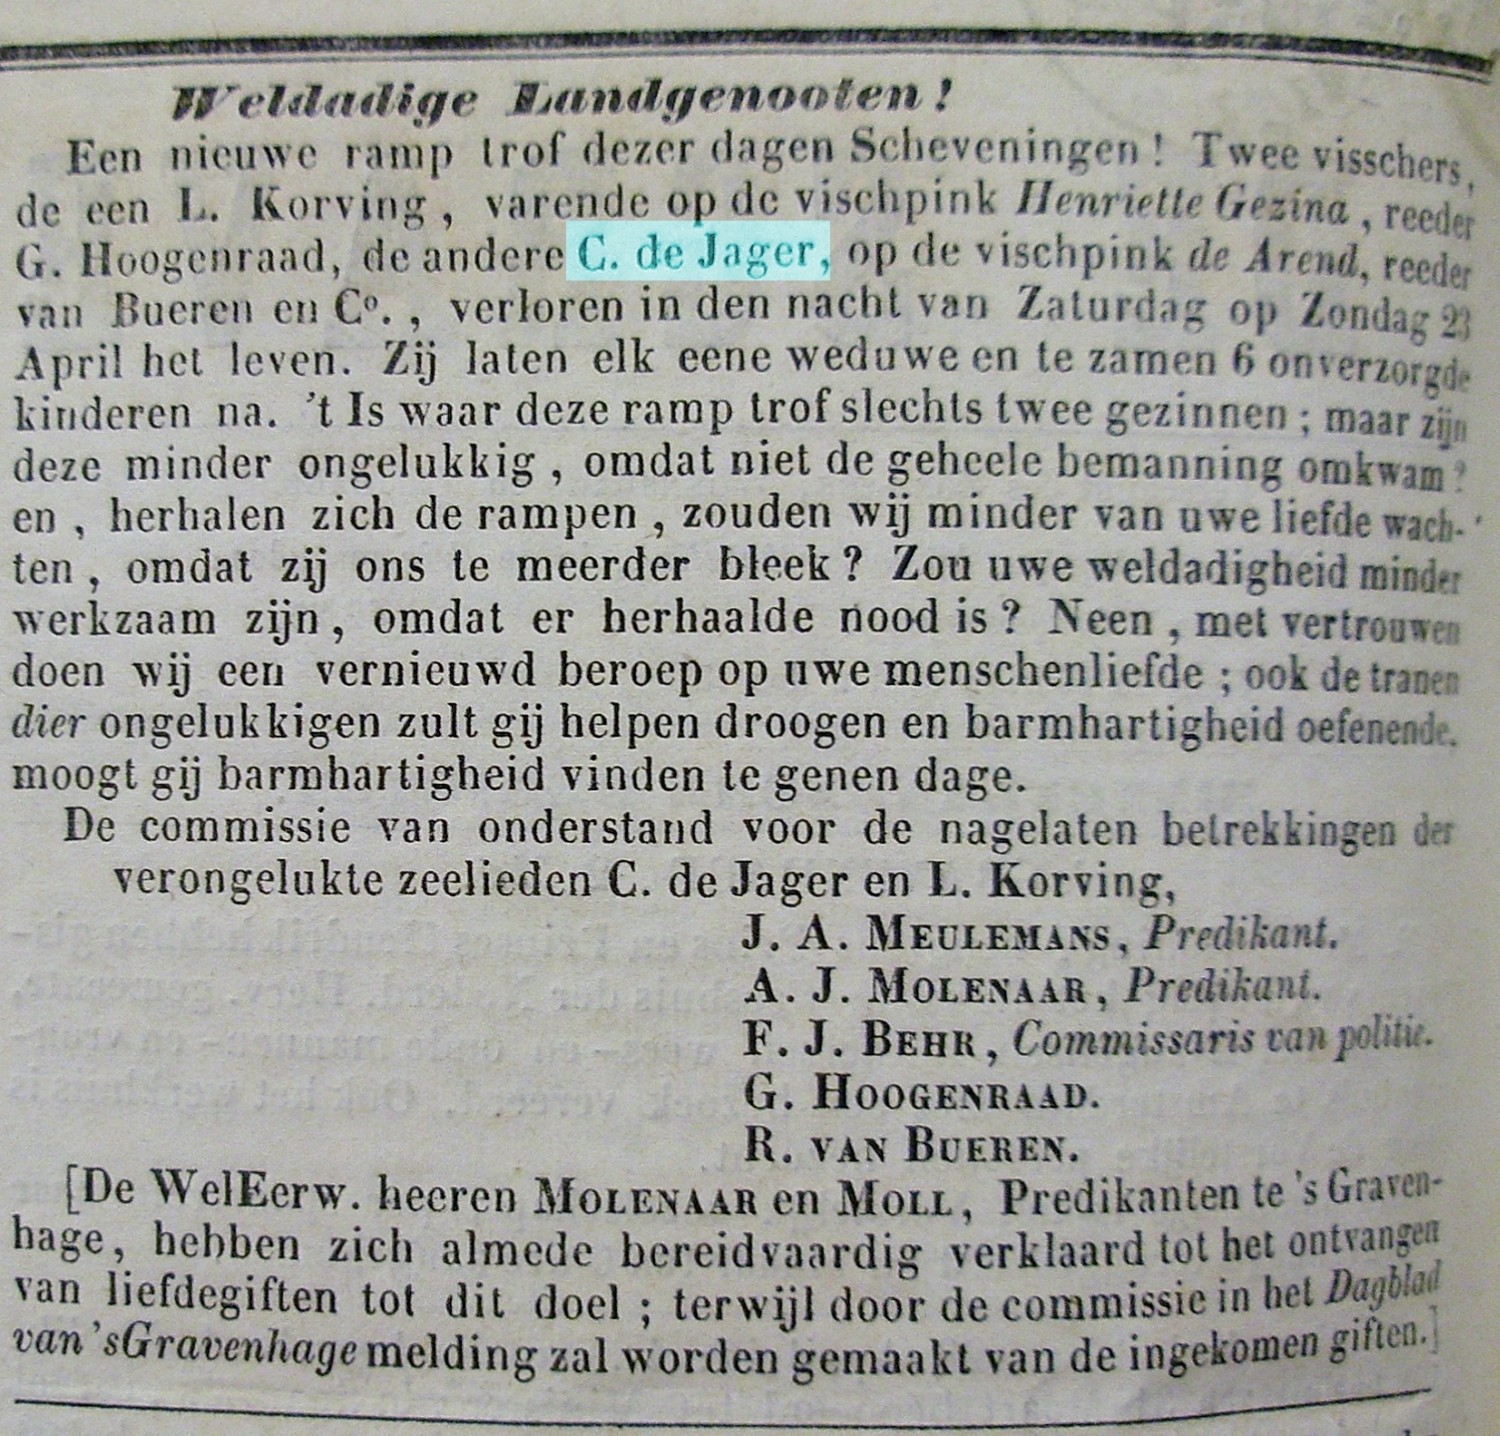 Weldadige Landgenooten!
Een nieuwe ramp trof dezer dagen Scheveningen! Twee visschers,
de een L. Korving, varende op de vischpink Henriette Gezina, reeder
G. Hoogenraad, de andere C. de Jager, op de vischpink de Arend, reeder
van Bueren en Co., verloren in den nacht van Zaturdag op Zondag 23
April het leven. Zij laten elk eene weduwe en te zamen 6 onverzorgde
kinderen na. 't Is waar deze ramp trof slechts twee gezinnen; maar zijn
deze minder ongelukkig, omdat niet de geheele bemanning omkwam?
en, herhalen zich de rampen, zouden wij minder van uwe liefde wach-
ten, omdat zij ons te meerder bleek? Zou uwe weldadigheid minder
werkzaam zijn, omdat er herhaalde nood is? Neen, met vertrouwen
doen wij een vernieuwd beroep op uwe menschenliefde; ook de tranen
dier ongelukkigen zult gij helpen droogen en barmhartigheid oefenende.
moogt gij barmhartigheid vinden te genen dage.
De commissie van onderstand voor de nagelaten betrekkingen der
verongelukte zeelieden C. de Jager en L. Korving,
J. A. MEULEMANS, Predikant.
A. J. MOLENAAR, Predikant.
F. J. BEHR, Commissaris van politie.
G. HOOGENRAAD.
R. VAN BUEREN.
[De WelEerw. heeren MOLENAAR en MOLL, Predikanten te 's Graven-
hage, hebben zich almede bereidvaardig verklaard tot het ontvangen
van liefdegiften tot dit doel; terwijl door de commissie in het Dagblad
van 's Gravenhage melding zal worden gemaakt van de ingekomen giften.]